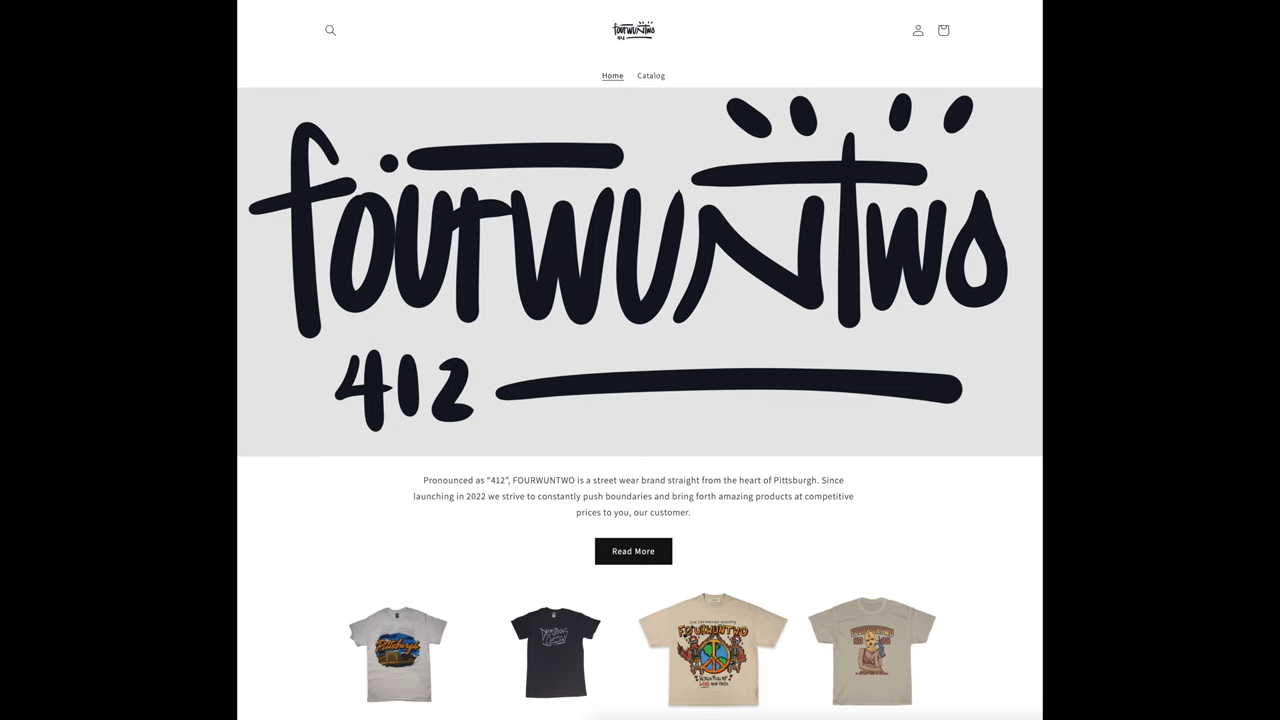 fourwuntwo
412
Home Catalog
fourwuntwo
412
Pronounced as “412”, FOURWUNTWO is a street wear brand straight from the heart of Pittsburgh. Since
launching in 2022 we strive to constantly push boundaries and bring forth amazing products at competitive
prices to you, our customer.
Read More
Pittsburgh
FOURWUNTWO